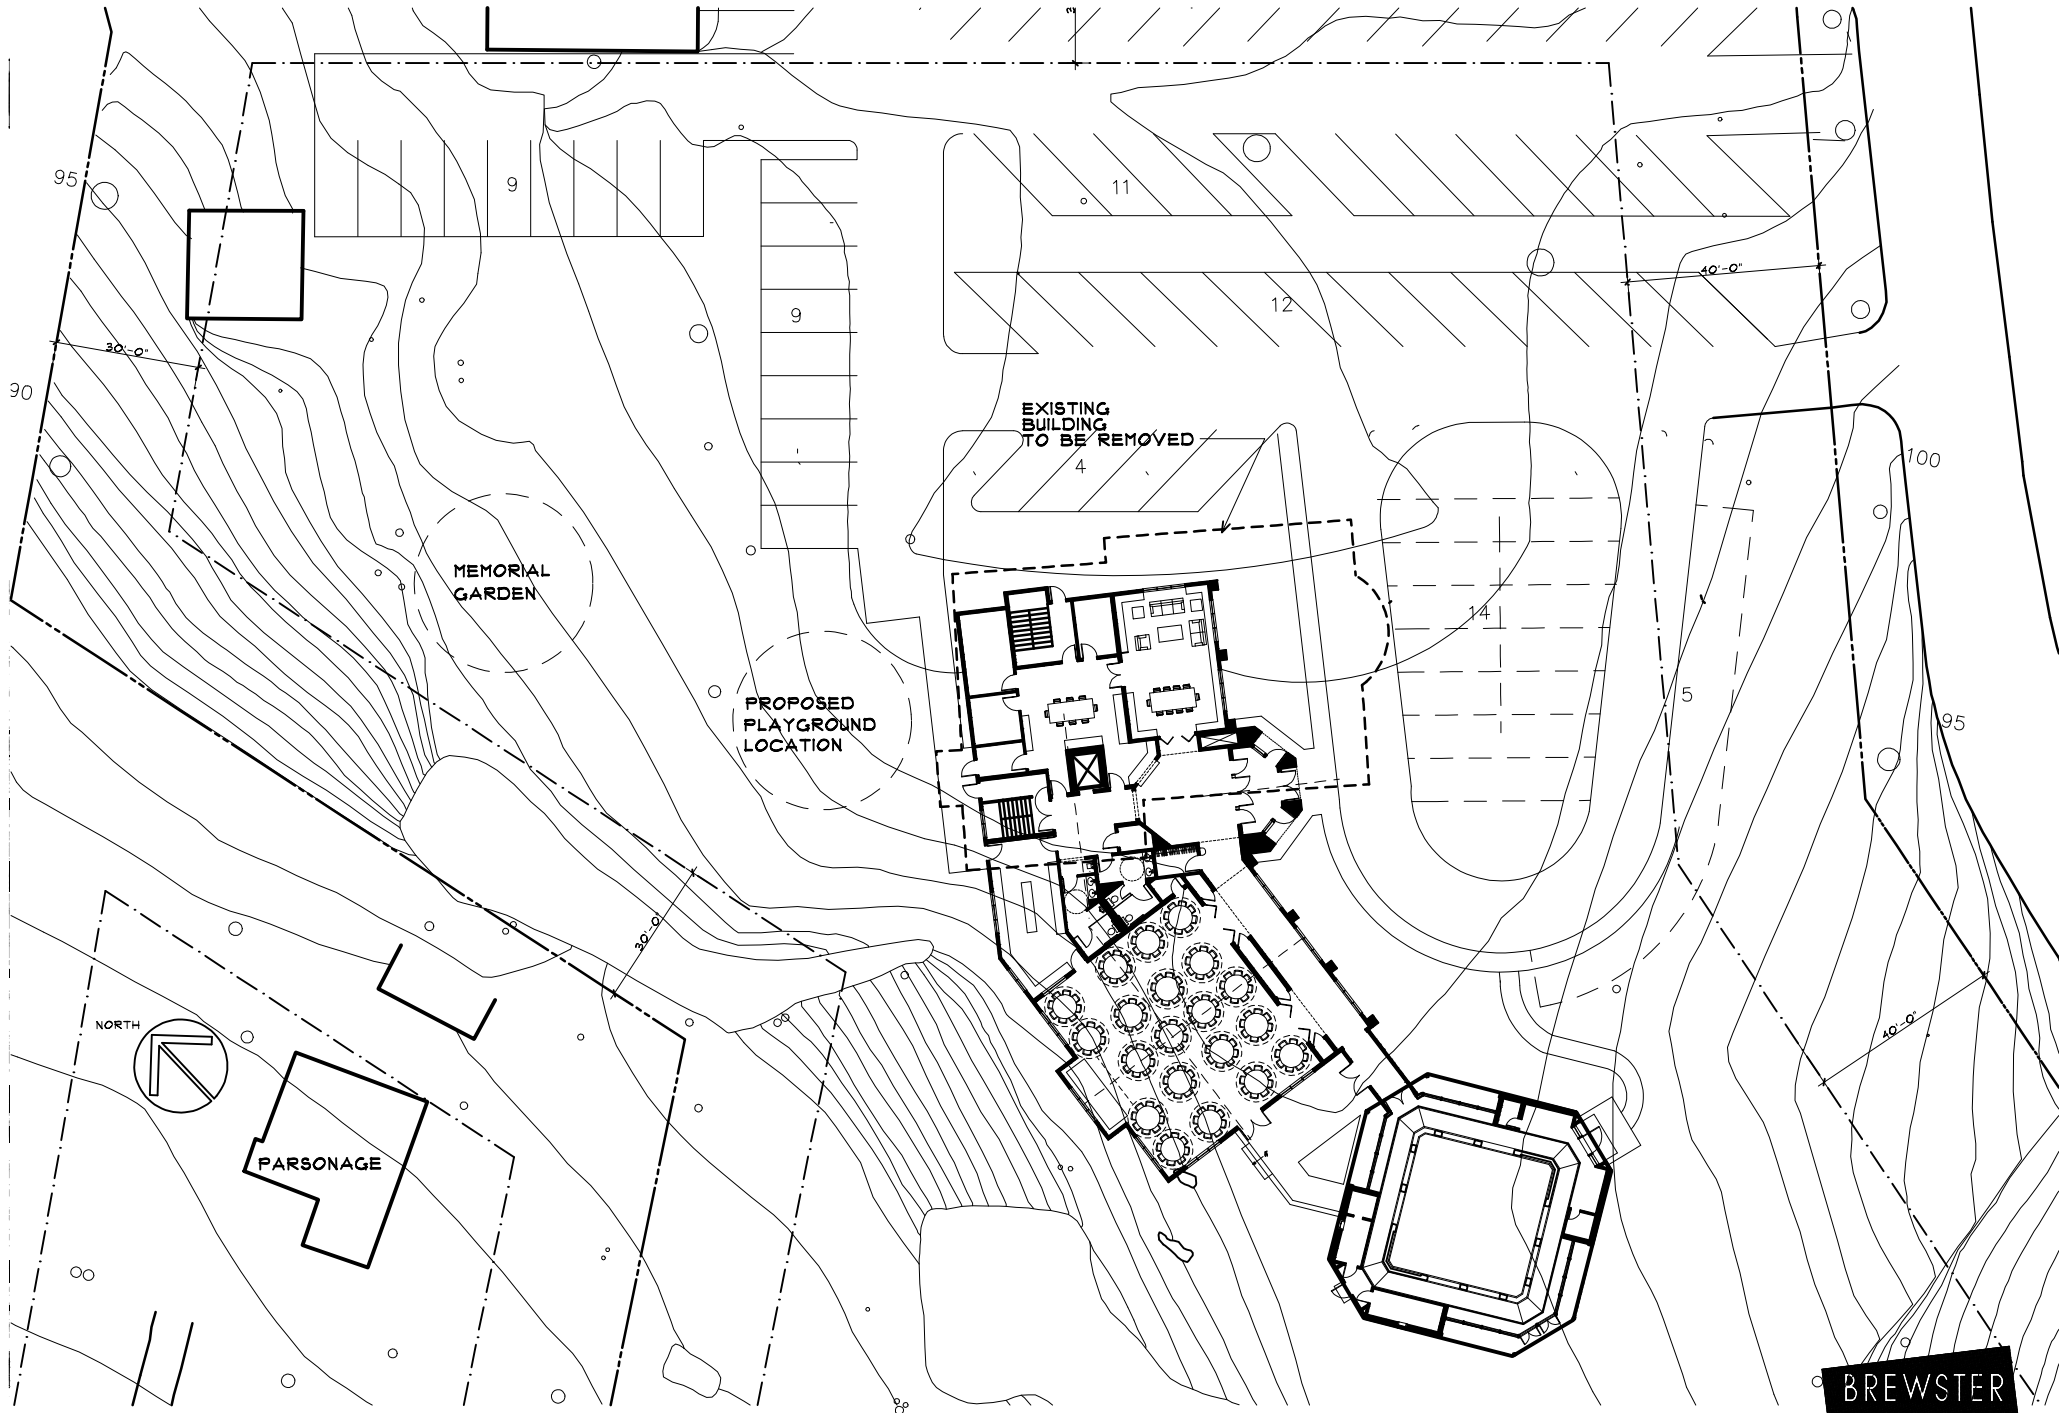 95
9
11
40'-0"
9
12
30'-0"
90
EXISTING
BUILDING
TO BE REMOVED
4
100
MEMORIAL
GARDEN
14
PROPOSED
PLAYGROUND
LOCATION
5
95
30'-0
NORTH
40'-0"
PARSONAGE
BREWSTER